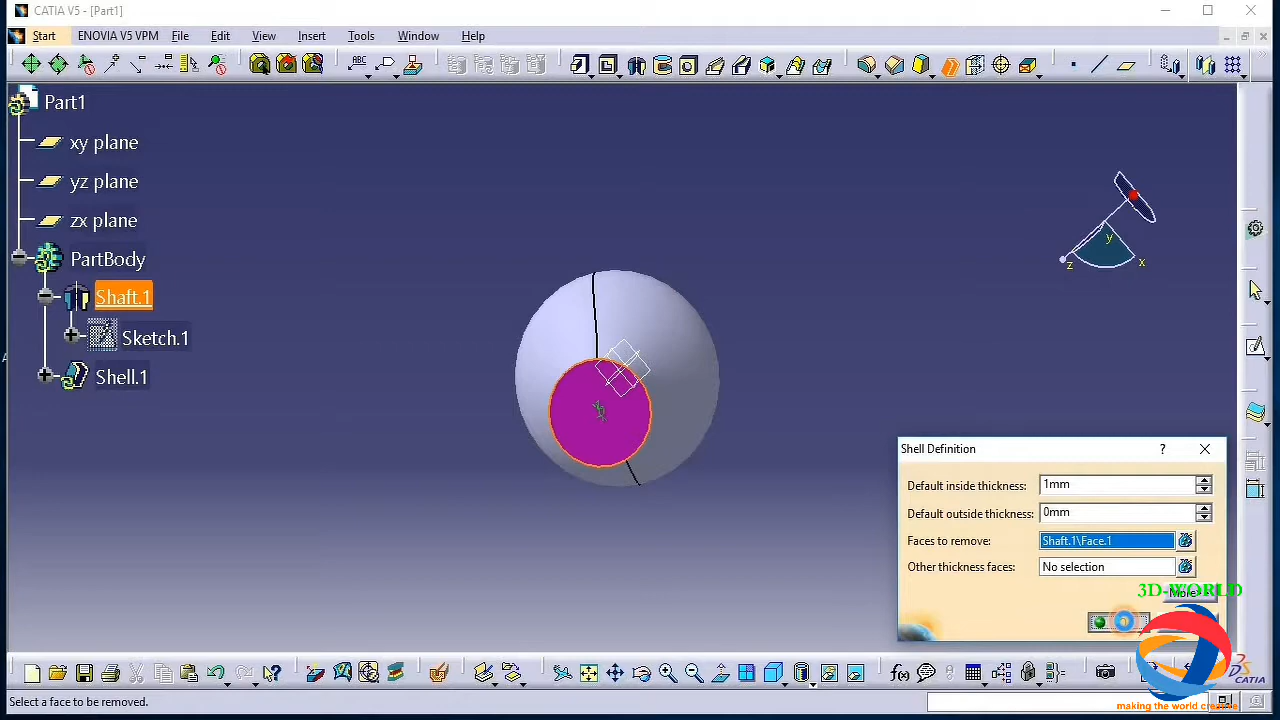 CATIA V5 - [Part1]
Start ENOVIA V5 VPM File Edit View Insert Tools Window Help
ABC
Part1
xy plane
yz plane
zx plane
PartBody
Shaft.1
Sketch.1
Shell.1
y
z x
Shell Definition ?
Default inside thickness: 1mm
Default outside thickness: 0mm
Faces to remove: Shaft.1\Face.1
Other thickness faces: No selection
3D-WORLD
f(x)
CATIA
Select a face to be removed.
making the world creative